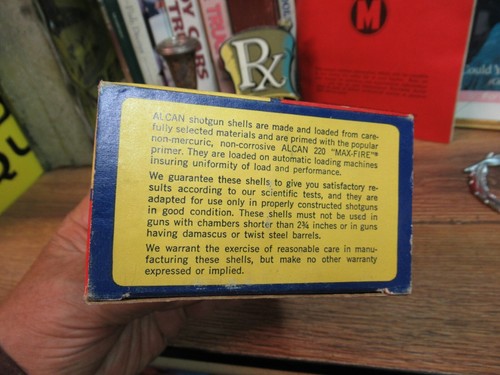 Rx
M
Y CARS
ALCAN shotgun shells are made and loaded from care-
fully selected materials and are primed with the popular
non-mercuric, non-corrosive ALCAN 220 "MAX-FIRE"®
primer. They are loaded on automatic loading machines
insuring uniformity of load and performance.
We guarantee these shells to give you satisfactory re-
sults according to our scientific tests, and they are
adapted for use only in properly constructed shotguns
in good condition. These shells must not be used in
guns with chambers shorter than 2¾ inches or in guns
having damascus or twist steel barrels.
We warrant the exercise of reasonable care in manu-
facturing these shells, but make no other warranty
expressed or implied.